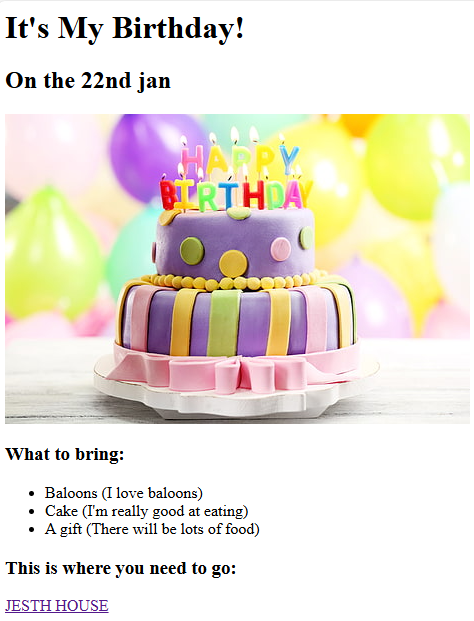 It's My Birthday!
On the 22nd jan
HAPPY
BIRTHDAY
What to bring:
Baloons (I love baloons)
Cake (I'm really good at eating)
A gift (There will be lots of food)
This is where you need to go:
JESTH HOUSE